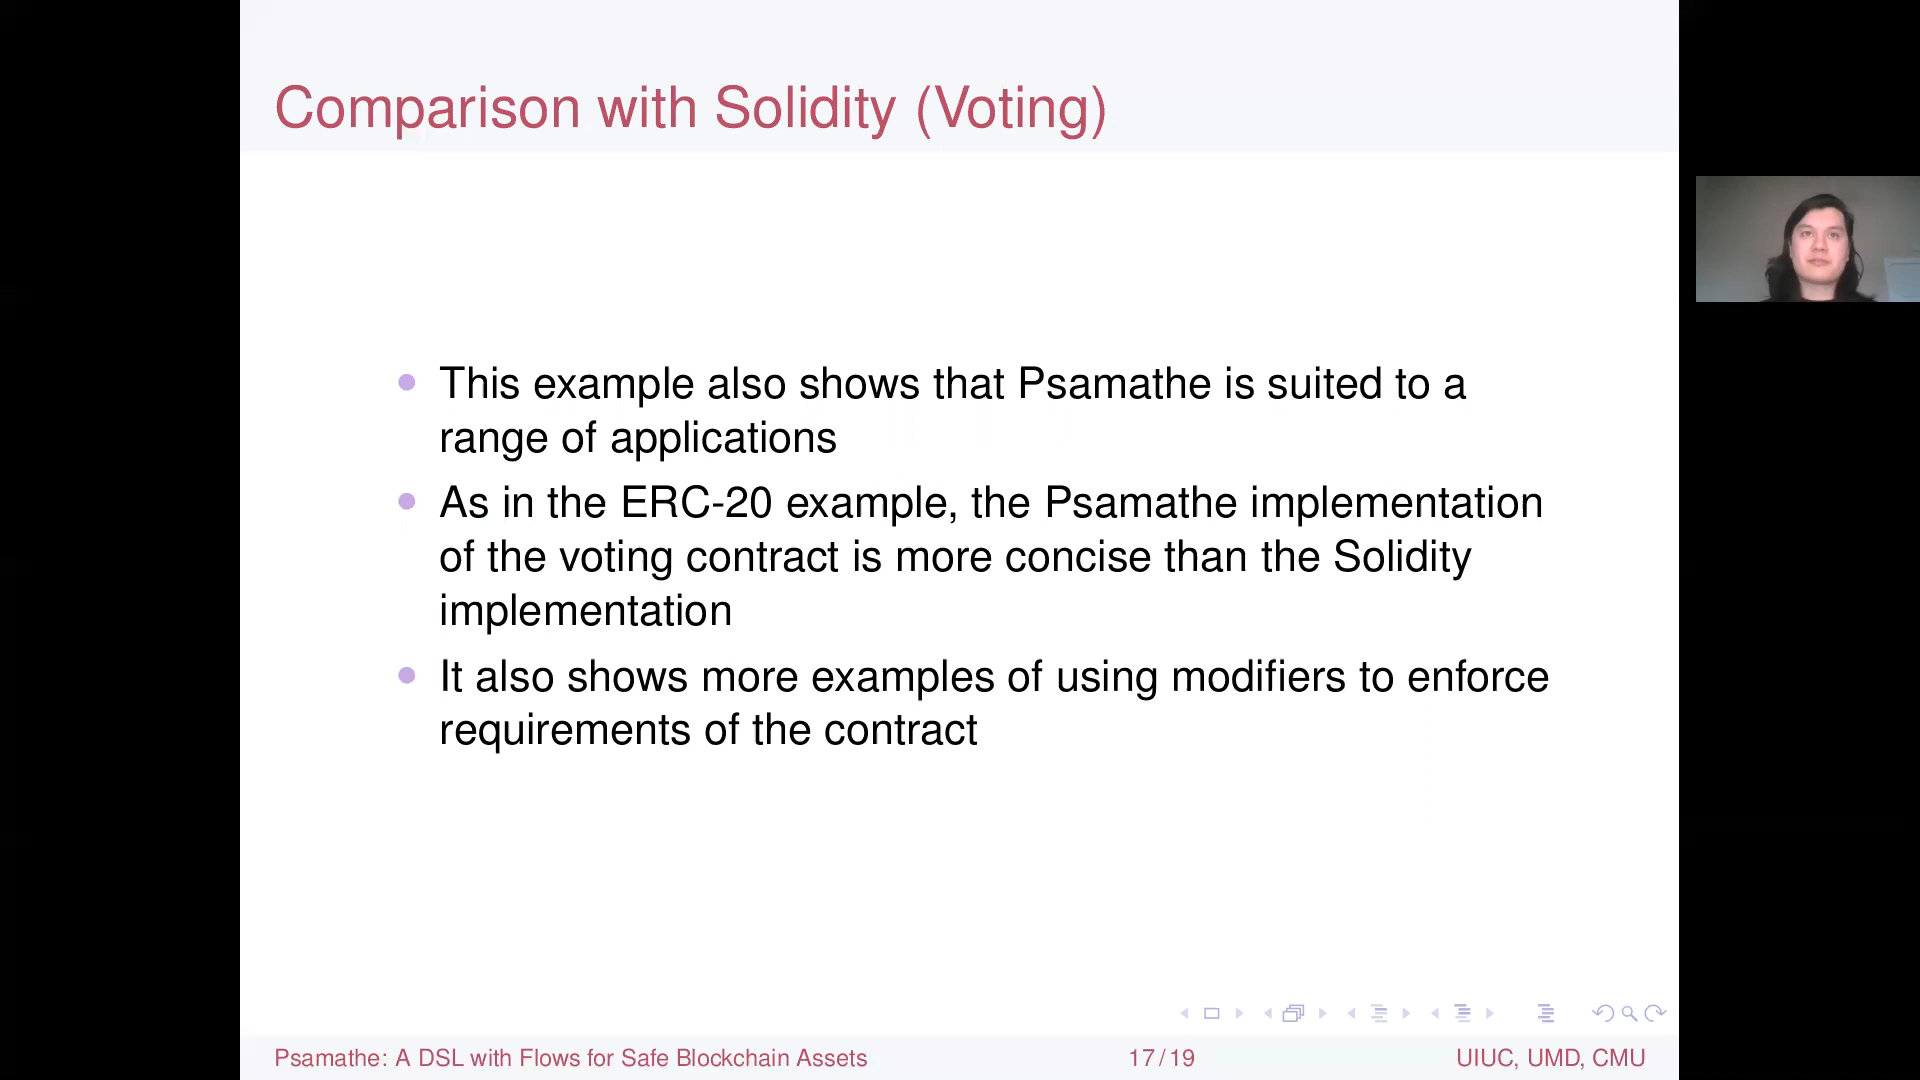 Comparison with Solidity (Voting)
This example also shows that Psamathe is suited to a
range of applications
As in the ERC-20 example, the Psamathe implementation
of the voting contract is more concise than the Solidity
implementation
It also shows more examples of using modifiers to enforce
requirements of the contract
Psamathe: A DSL with Flows for Safe Blockchain Assets
17/19
UIUC, UMD, CMU